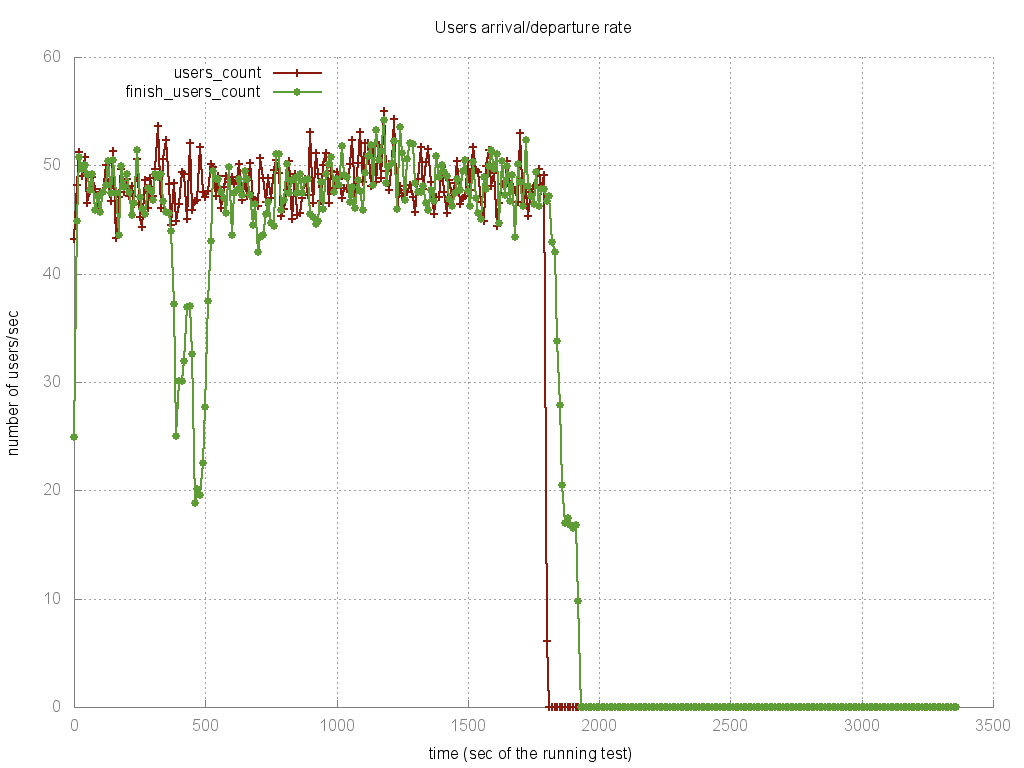 Users arrival/departure rate
users_count
finish_users_count
number of users/sec
60
50
40
30
20
10
0
0 500 1000 1500 2000 2500 3000 3500
time (sec of the running test)